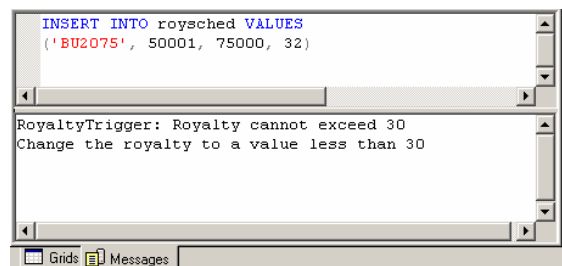 INSERT INTO roysched VALUES
('BU2075', 50001, 75000, 32)
RoyaltyTrigger: Royalty cannot exceed 30
Change the royalty to a value less than 30
Grids Messages